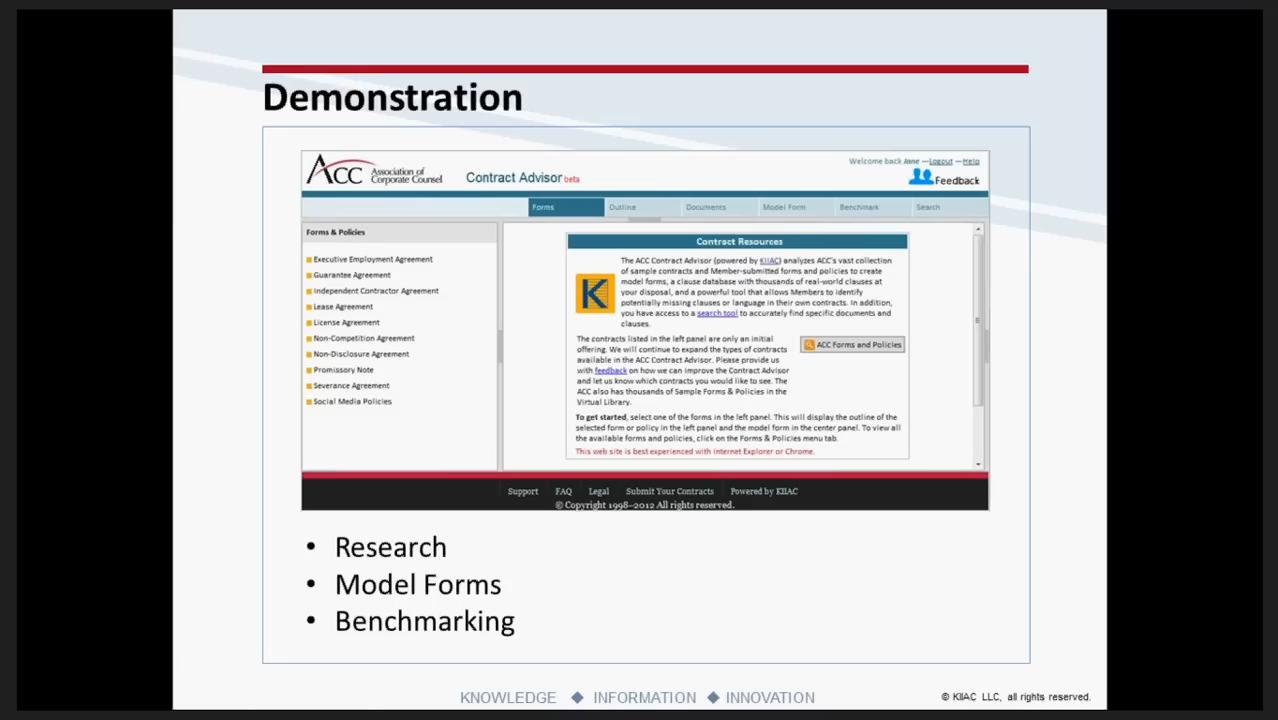 Demonstration
ACC Association of
Corporate Counsel
Contract Advisor beta
Welcome back Anne —Logout —Help
Feedback
Forms Outline Documents Model Form Benchmark Search
Forms & Policies
Executive Employment Agreement
Guarantee Agreement
Independent Contractor Agreement
Lease Agreement
License Agreement
Non-Competition Agreement
Non-Disclosure Agreement
Promissory Note
Severance Agreement
Social Media Policies
Contract Resources
The ACC Contract Advisor (powered by KIIAC) analyzes ACC's vast collection
of sample contracts and Member-submitted forms and policies to create
model forms, a clause database with thousands of real-world clauses at
your disposal, and a powerful tool that allows Members to identify
potentially missing clauses or language in their own contracts. In addition,
you have access to a search tool to accurately find specific documents and
clauses.
K
The contracts listed in the left panel are only an initial
offering. We will continue to expand the types of contracts
available in the ACC Contract Advisor. Please provide us
with feedback on how we can improve the Contract Advisor
and let us know which contracts you would like to see. The
ACC also has thousands of Sample Forms & Policies in the
Virtual Library.
ACC Forms and Policies
To get started, select one of the forms in the left panel. This will display the outline of the
selected form or policy in the left panel and the model form in the center panel. To view all
the available forms and policies, click on the Forms & Policies menu tab.
This web site is best experienced with Internet Explorer or Chrome.
Support FAQ Legal Submit Your Contracts Powered by KIIAC
© Copyright 1998–2012 All rights reserved.
• Research
• Model Forms
• Benchmarking
KNOWLEDGE ◆ INFORMATION ◆ INNOVATION
© KIIAC LLC, all rights reserved.